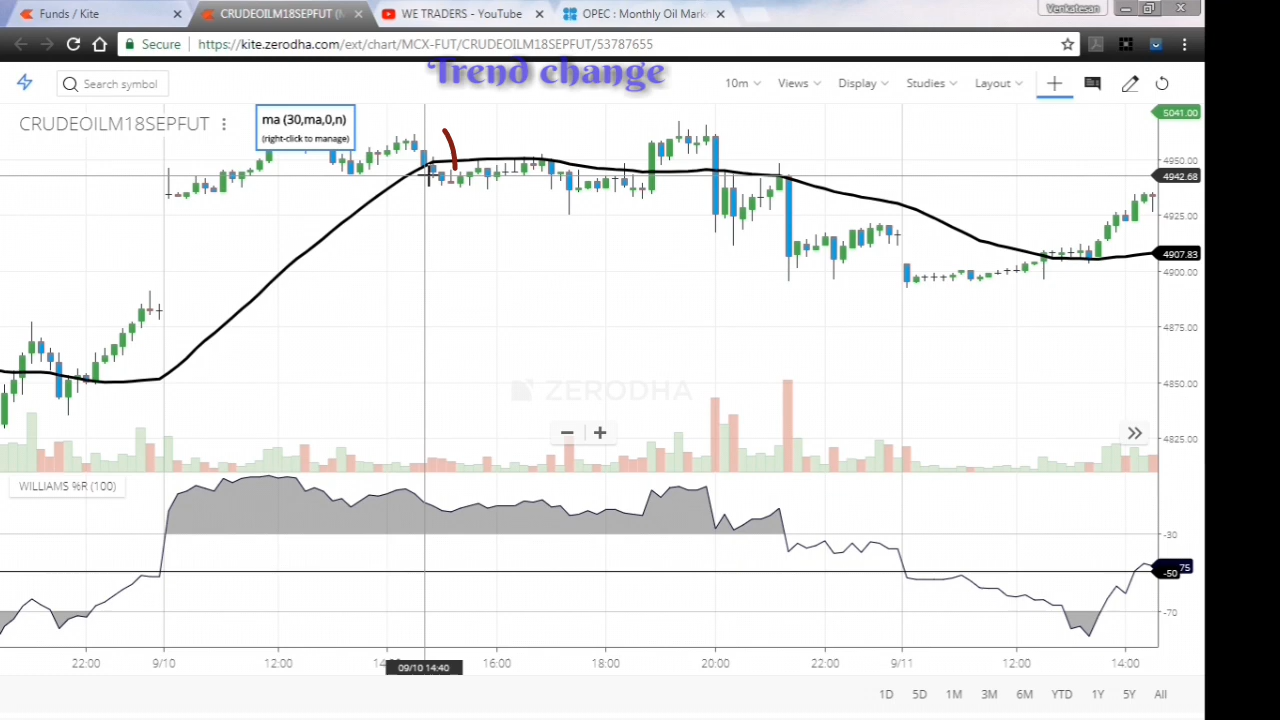 Funds / Kite
CRUDEOILM18SEPFUT (M
WE TRADERS - YouTube
OPEC : Monthly Oil Mark
Venkatesan
Secure
https://kite.zerodha.com/ext/chart/MCX-FUT/CRUDEOILM18SEPFUT/53787655
Trend change
Search symbol
10m Views Display Studies Layout
CRUDEOILM18SEPFUT
ma (30,ma,0,n)
(right-click to manage)
5041.00
4950.00
4942.68
4925.00
4907.83
4900.00
4875.00
4850.00
4825.00
ZERODHA
WILLIAMS %R (100)
-30
75
-50
-70
22:00 9/10 12:00 14: 16:00 18:00 20:00 22:00 9/11 12:00 14:00
09/10 14:40
1D 5D 1M 3M 6M YTD 1Y 5Y All